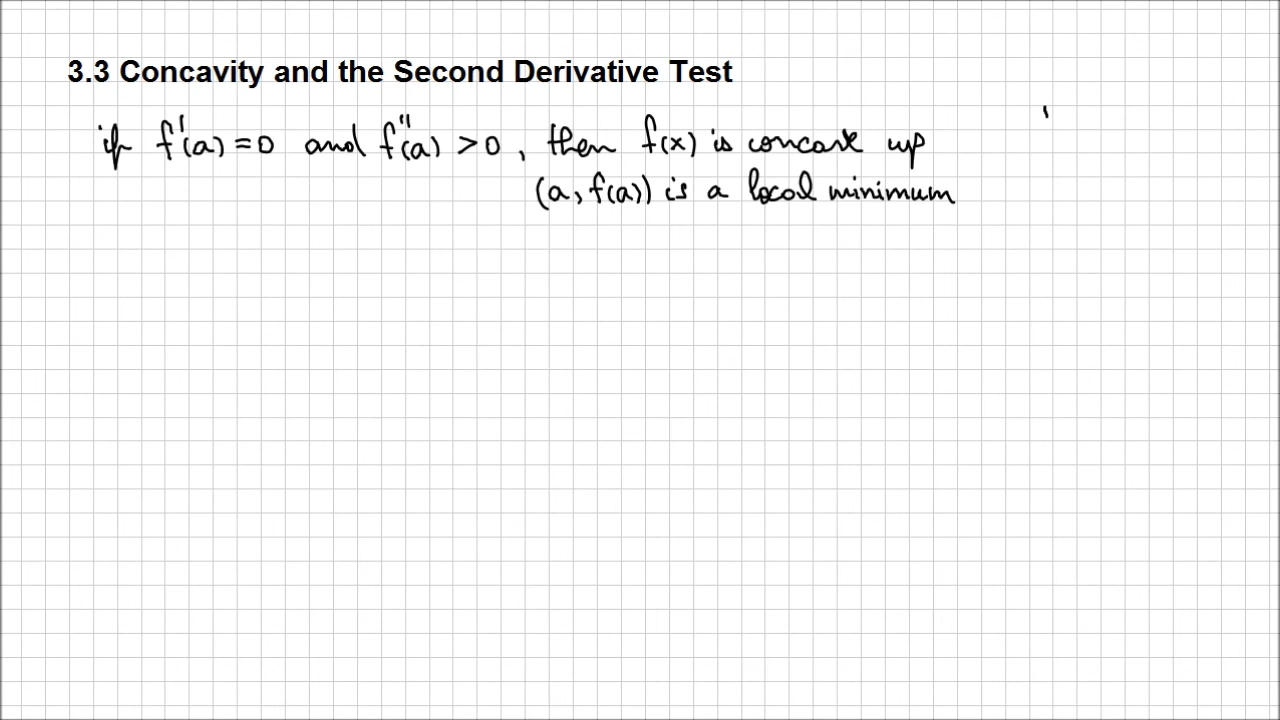 3.3 Concavity and the Second Derivative Test
if f'(a) = 0 and f''(a) > 0, then f(x) is concave up
(a, f(a)) is a local minimum